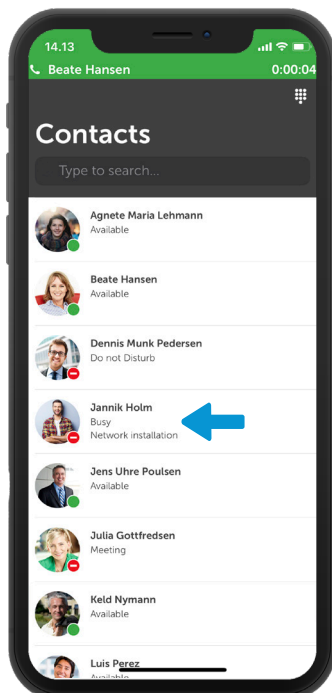 14.13
Beate Hansen 0:00:04
Contacts
Type to search...
Agnete Maria Lehmann
Available
Beate Hansen
Available
Dennis Munk Pedersen
Do not Disturb
Jannik Holm
Busy
Network installation
Jens Uhre Poulsen
Available
Julia Gottfredsen
Meeting
Keld Nymann
Available
Luis Perez
Available